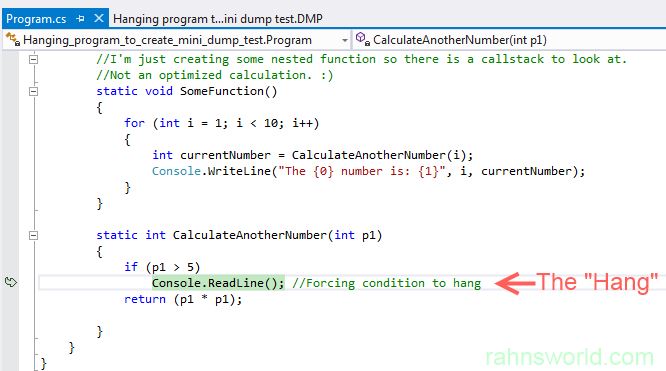 Program.cs Hanging program t...ini dump test.DMP
Hanging_program_to_create_mini_dump_test.Program CalculateAnotherNumber(int p1)
//I'm just creating some nested function so there is a callstack to look at.
//Not an optimized calculation. :)
static void SomeFunction()
{
for (int i = 1; i < 10; i++)
{
int currentNumber = CalculateAnotherNumber(i);
Console.WriteLine("The {0} number is: {1}", i, currentNumber);
}
}
static int CalculateAnotherNumber(int p1)
{
if (p1 > 5)
Console.ReadLine(); //Forcing condition to hang The "Hang"
return (p1 * p1);
}
}
}
rahnsworld.com